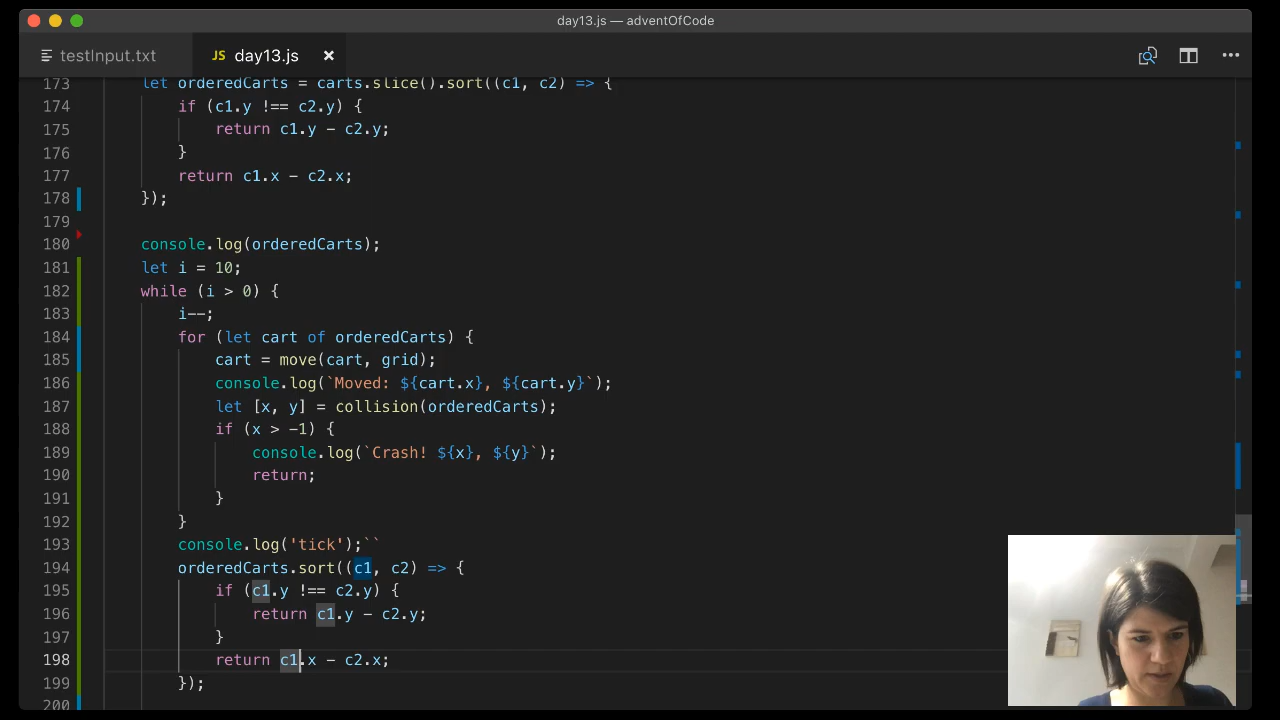 day13.js — adventOfCode
testInput.txt
JS day13.js ×
173 let orderedCarts = carts.slice().sort((c1, c2) => {
174 if (c1.y !== c2.y) {
175 return c1.y - c2.y;
176 }
177 return c1.x - c2.x;
178 });
179
180 console.log(orderedCarts);
181 let i = 10;
182 while (i > 0) {
183 i--;
184 for (let cart of orderedCarts) {
185 cart = move(cart, grid);
186 console.log(`Moved: ${cart.x}, ${cart.y}`);
187 let [x, y] = collision(orderedCarts);
188 if (x > -1) {
189 console.log(`Crash! ${x}, ${y}`);
190 return;
191 }
192 }
193 console.log('tick');``
194 orderedCarts.sort((c1, c2) => {
195 if (c1.y !== c2.y) {
196 return c1.y - c2.y;
197 }
198 return c1.x - c2.x;
199 });
200